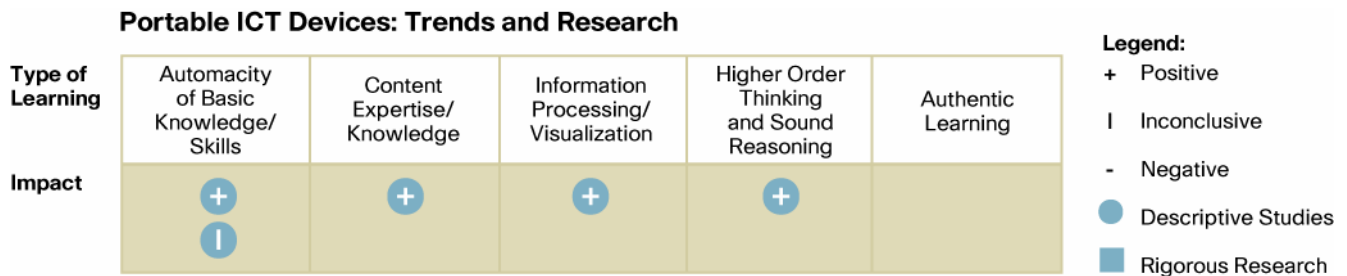 Portable ICT Devices: Trends and Research
Type of
Learning
Automacity
of Basic
Knowledge/
Skills
Content
Expertise/
Knowledge
Information
Processing/
Visualization
Higher Order
Thinking
and Sound
Reasoning
Authentic
Learning
Impact
+
I
+
+
+
Legend:
+ Positive
I Inconclusive
- Negative
Descriptive Studies
Rigorous Research